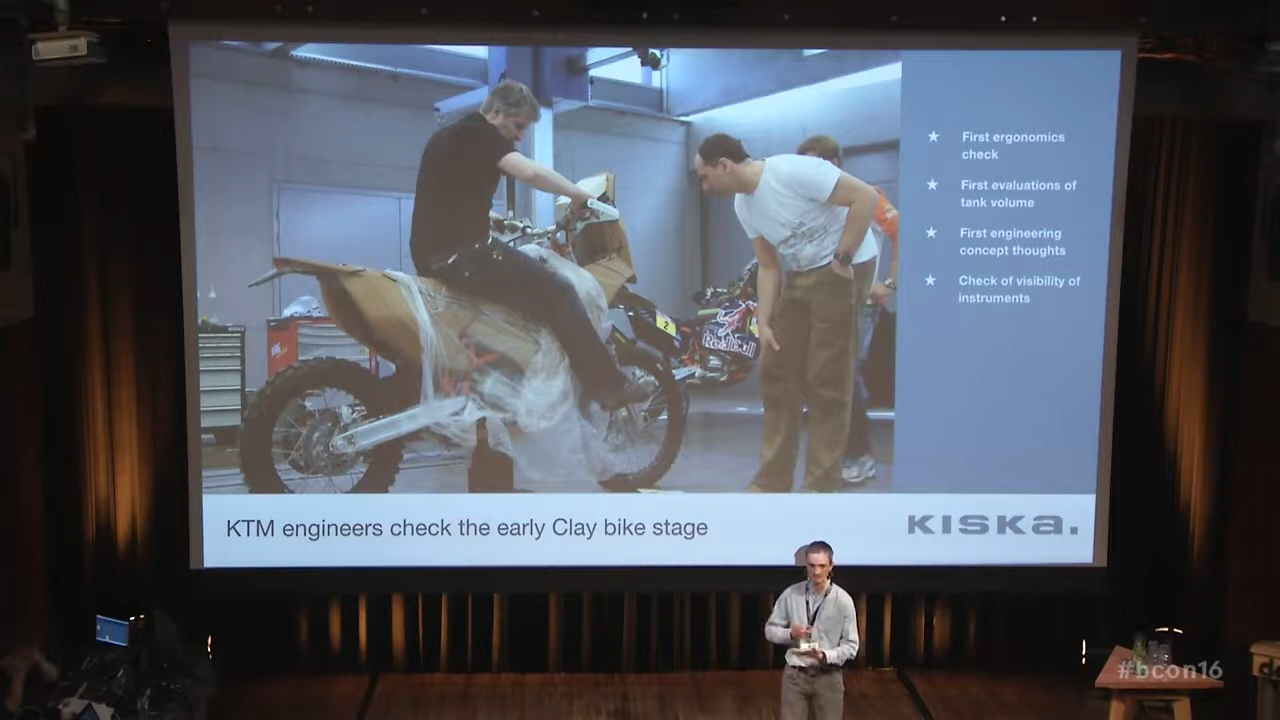 ★ First ergonomics
check
★ First evaluations of
tank volume
★ First engineering
concept thoughts
★ Check of visibility of
instruments
2
Red Bull
KTM engineers check the early Clay bike stage
KISKA.
#bcon16